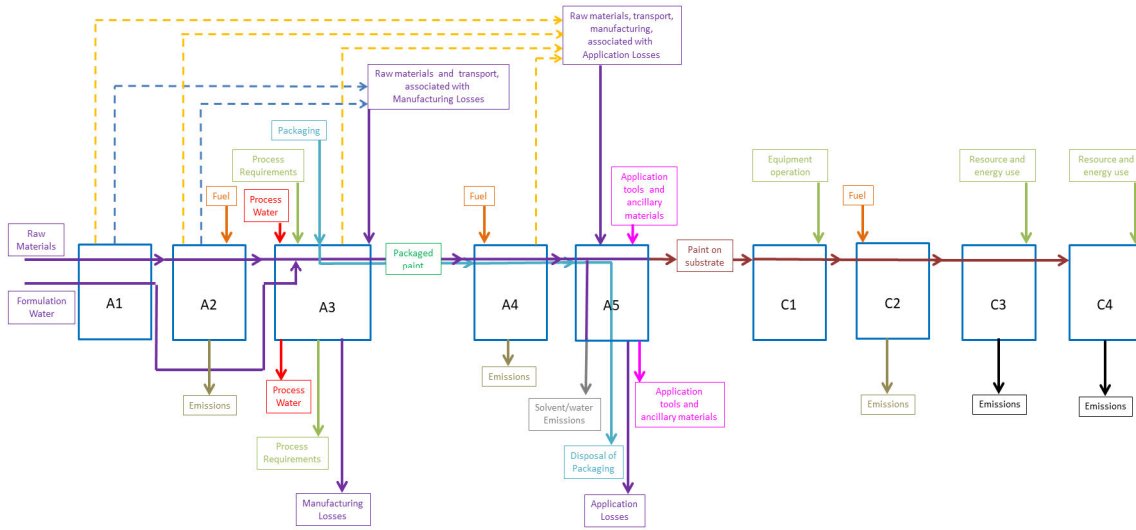 Raw materials, transport,
manufacturing,
associated with
Application Losses
Raw materials and transport,
associated with
Manufacturing Losses
Packaging
Process
Requirements
Fuel
Process
Water
Fuel
Application
tools and
ancillary
materials
Equipment
operation
Fuel
Resource and
energy use
Resource and
energy use
Raw
Materials
Formulation
Water
Packaged
paint
Paint on
substrate
A1
A2
A3
A4
A5
C1
C2
C3
C4
Emissions
Process
Water
Process
Requirements
Manufacturing
Losses
Emissions
Solvent/water
Emissions
Application
tools and
ancillary materials
Disposal of
Packaging
Application
Losses
Emissions
Emissions
Emissions